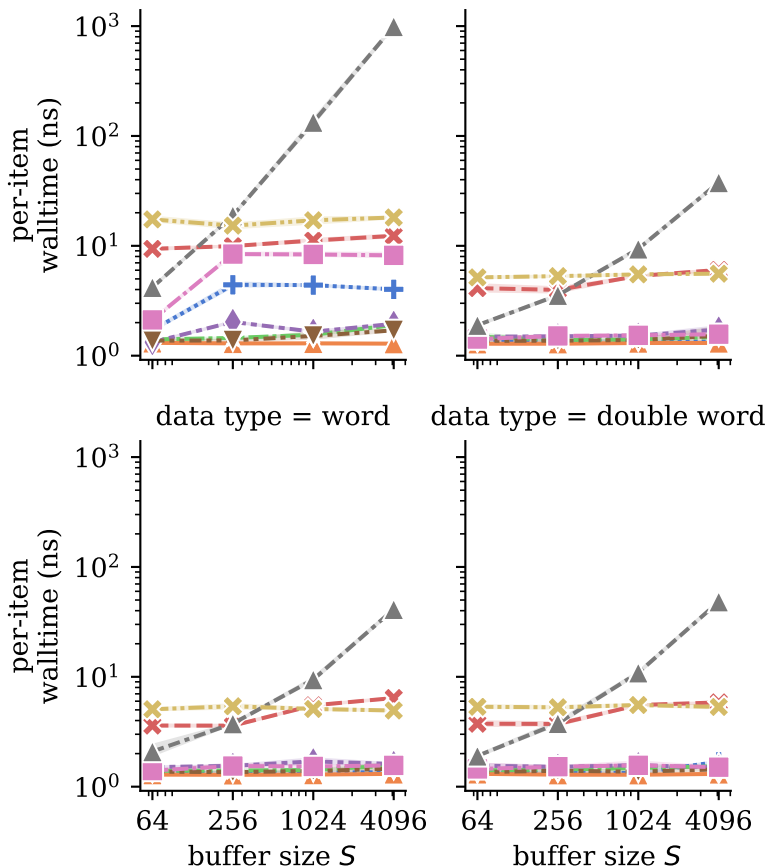 per-item
walltime (ns)
10³
10²
10¹
10⁰
data type = word
data type = double word
per-item
walltime (ns)
10³
10²
10¹
10⁰
64 256 1024 4096
64 256 1024 4096
buffer size S
buffer size S